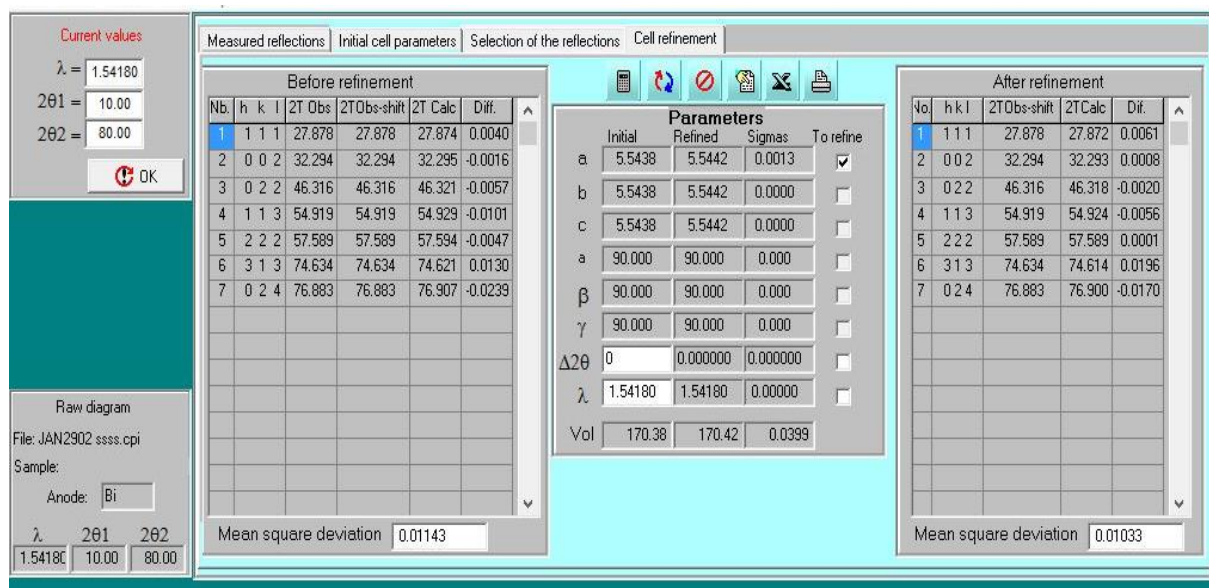 Current values
λ = 1.54180
2θ1 = 10.00
2θ2 = 80.00
OK
Measured reflections Initial cell parameters Selection of the reflections Cell refinement
Before refinement
Nb. h k l 2T Obs 2TObs-shift 2T Calc Diff.
1 1 1 1 27.878 27.878 27.874 0.0040
2 0 0 2 32.294 32.294 32.295 -0.0016
3 0 2 2 46.316 46.316 46.321 -0.0057
4 1 1 3 54.919 54.919 54.929 -0.0101
5 2 2 2 57.589 57.589 57.594 -0.0047
6 3 1 3 74.634 74.634 74.621 0.0130
7 0 2 4 76.883 76.883 76.907 -0.0239
Mean square deviation 0.01143
Parameters
Initial Refined Sigmas To refine
a 5.5438 5.5442 0.0013
b 5.5438 5.5442 0.0000
c 5.5438 5.5442 0.0000
a 90.000 90.000 0.000
β 90.000 90.000 0.000
γ 90.000 90.000 0.000
Δ2θ 0 0.000000 0.000000
λ 1.54180 1.54180 0.00000
Vol 170.38 170.42 0.0399
After refinement
No. h k l 2TObs-shift 2TCalc Dif.
1 1 1 1 27.878 27.872 0.0061
2 0 0 2 32.294 32.293 0.0008
3 0 2 2 46.316 46.318 -0.0020
4 1 1 3 54.919 54.924 -0.0056
5 2 2 2 57.589 57.589 0.0001
6 3 1 3 74.634 74.614 0.0196
7 0 2 4 76.883 76.900 -0.0170
Mean square deviation 0.01033
Raw diagram
File: JAN2902 ssss.cpi
Sample:
Anode: Bi
λ 2θ1 2θ2
1.5418 10.00 80.00